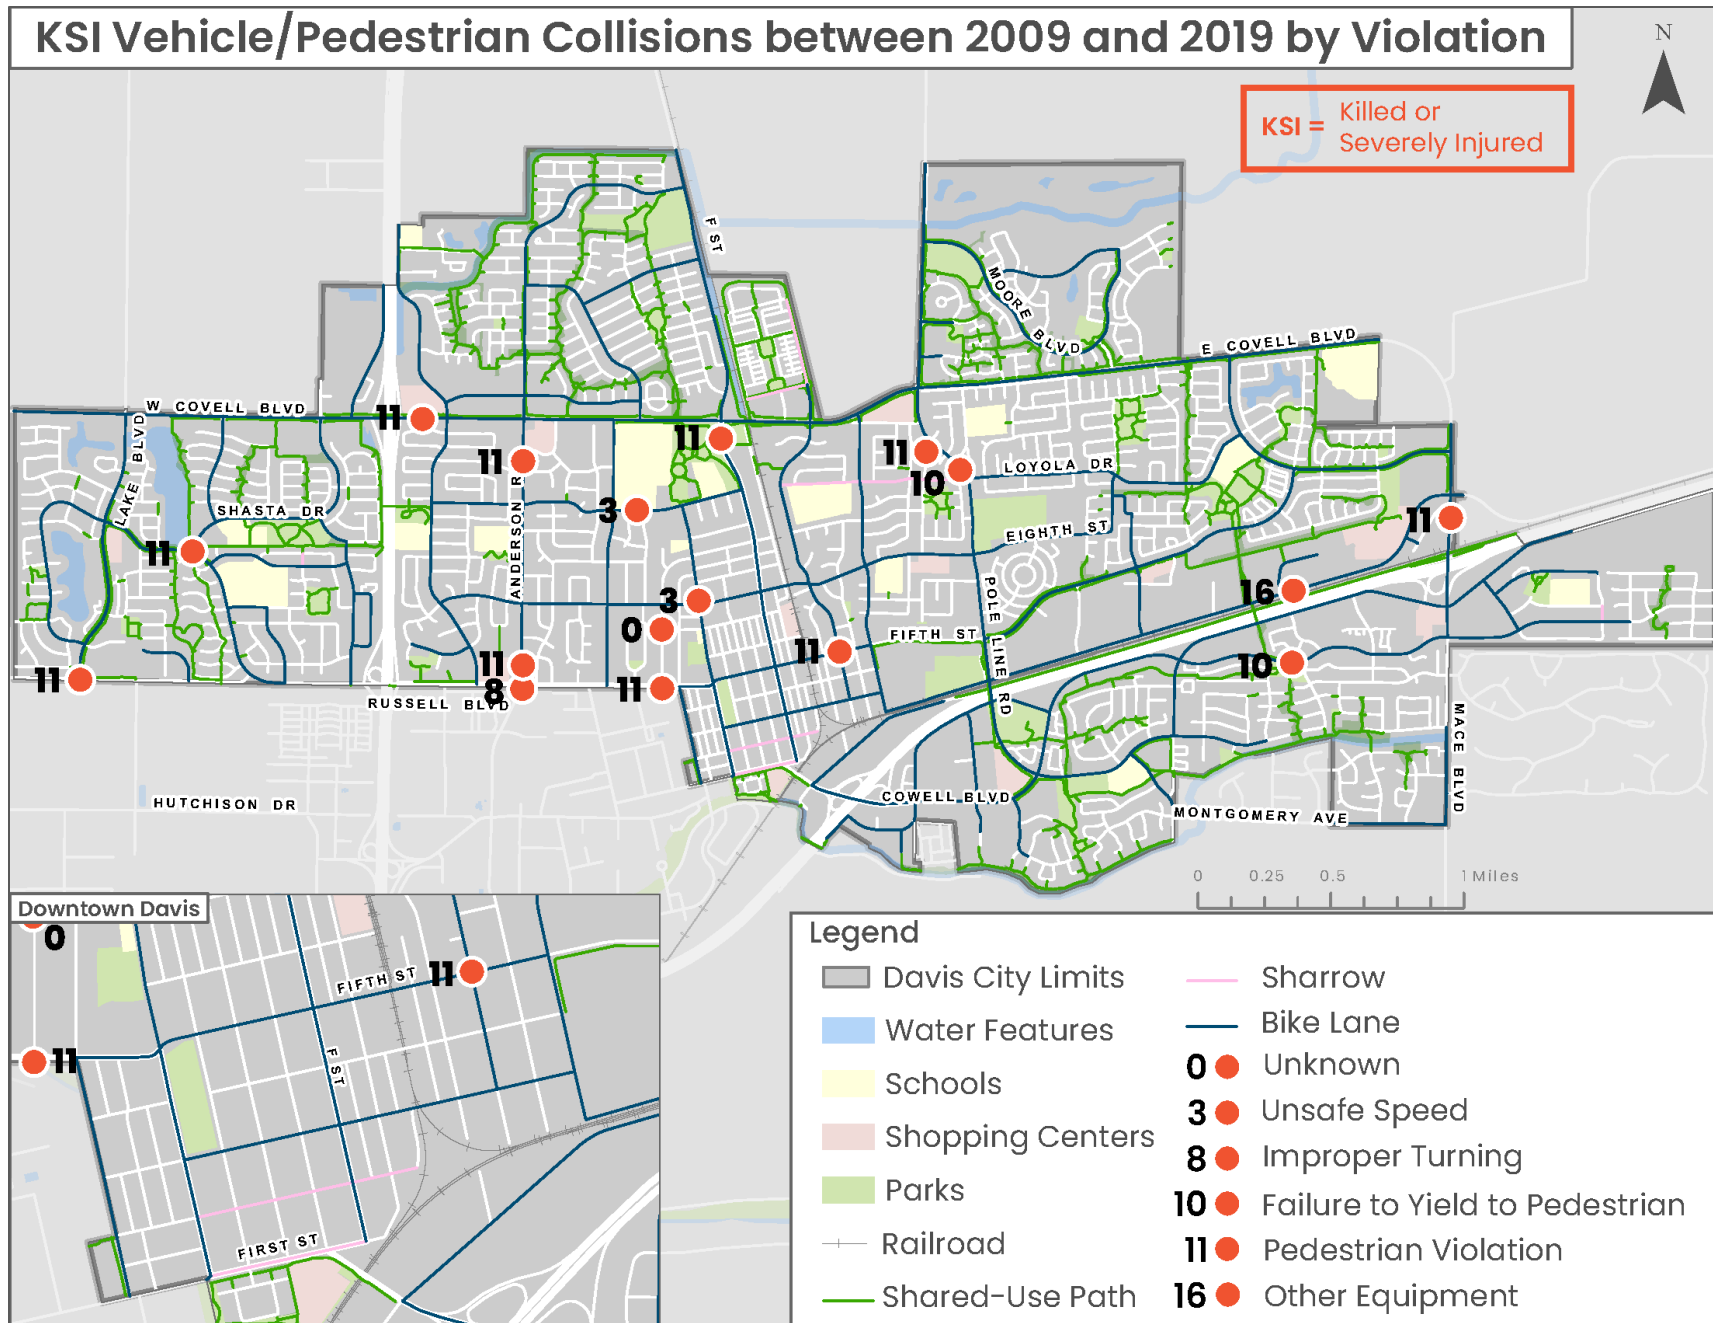 KSI Vehicle/Pedestrian Collisions between 2009 and 2019 by Violation
N
KSI = Killed or
Severely Injured
F ST
MOORE BLVD
E COVELL BLVD
W COVELL BLVD
11
LAKE BLVD
11
11
11
10
LOYOLA DR
ANDERSON R
SHASTA DR
3
11
EIGHTH ST
11
16
3
0
POLE LINE RD
FIFTH ST
11
10
11
11
8
11
RUSSELL BLVD
MACE BLVD
HUTCHISON DR
COWELL BLVD
MONTGOMERY AVE
0 0.25 0.5 1 Miles
Downtown Davis
0
FIFTH ST
11
11
F ST
FIRST ST
Legend
Davis City Limits
Water Features
Schools
Shopping Centers
Parks
Railroad
Shared-Use Path
Sharrow
Bike Lane
0 Unknown
3 Unsafe Speed
8 Improper Turning
10 Failure to Yield to Pedestrian
11 Pedestrian Violation
16 Other Equipment